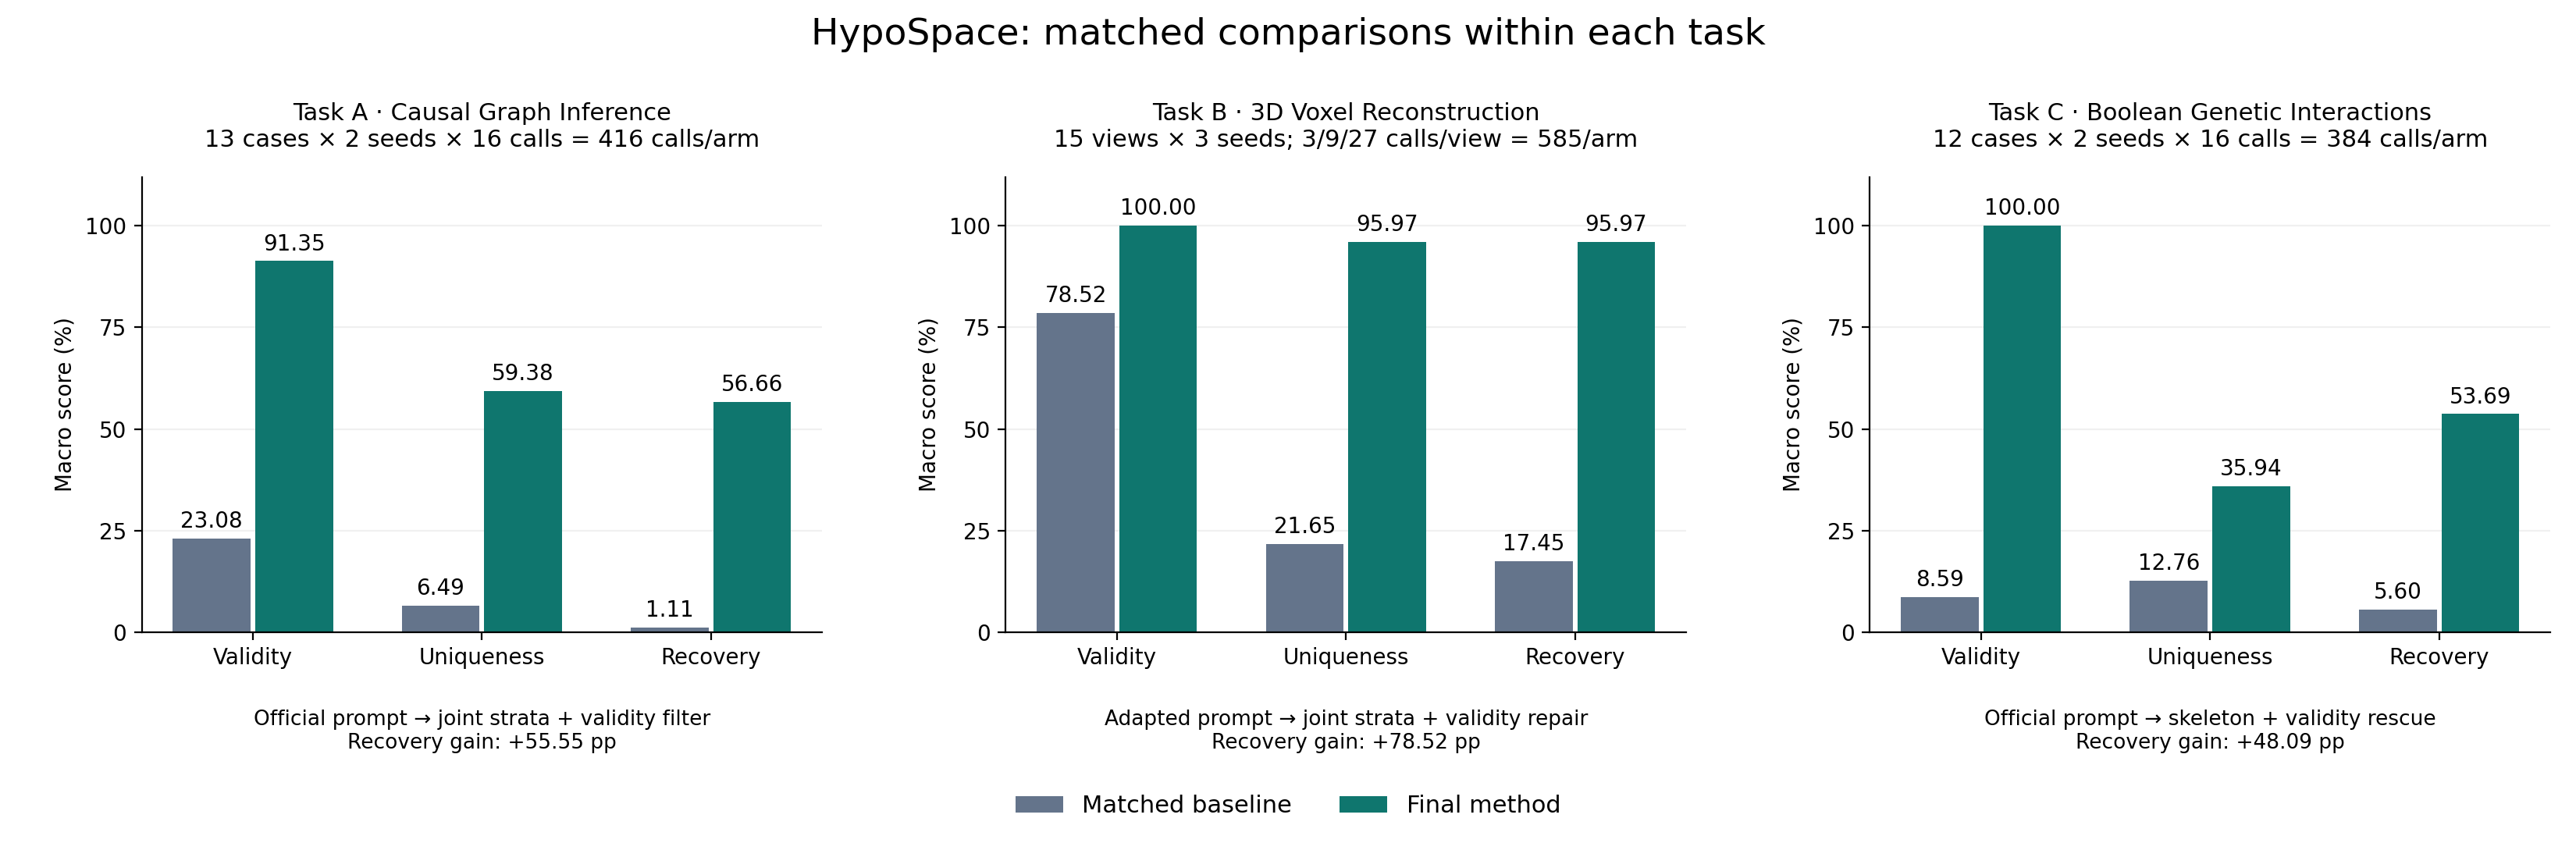 HypoSpace: matched comparisons within each task
Task A · Causal Graph Inference
13 cases × 2 seeds × 16 calls = 416 calls/arm
Macro score (%)
100
75
50
25
0
23.08
91.35
6.49
59.38
1.11
56.66
Validity
Uniqueness
Recovery
Official prompt → joint strata + validity filter
Recovery gain: +55.55 pp
Task B · 3D Voxel Reconstruction
15 views × 3 seeds; 3/9/27 calls/view = 585/arm
Macro score (%)
100
75
50
25
0
78.52
100.00
21.65
95.97
17.45
95.97
Validity
Uniqueness
Recovery
Adapted prompt → joint strata + validity repair
Recovery gain: +78.52 pp
Task C · Boolean Genetic Interactions
12 cases × 2 seeds × 16 calls = 384 calls/arm
Macro score (%)
100
75
50
25
0
8.59
100.00
12.76
35.94
5.60
53.69
Validity
Uniqueness
Recovery
Official prompt → skeleton + validity rescue
Recovery gain: +48.09 pp
Matched baseline
Final method